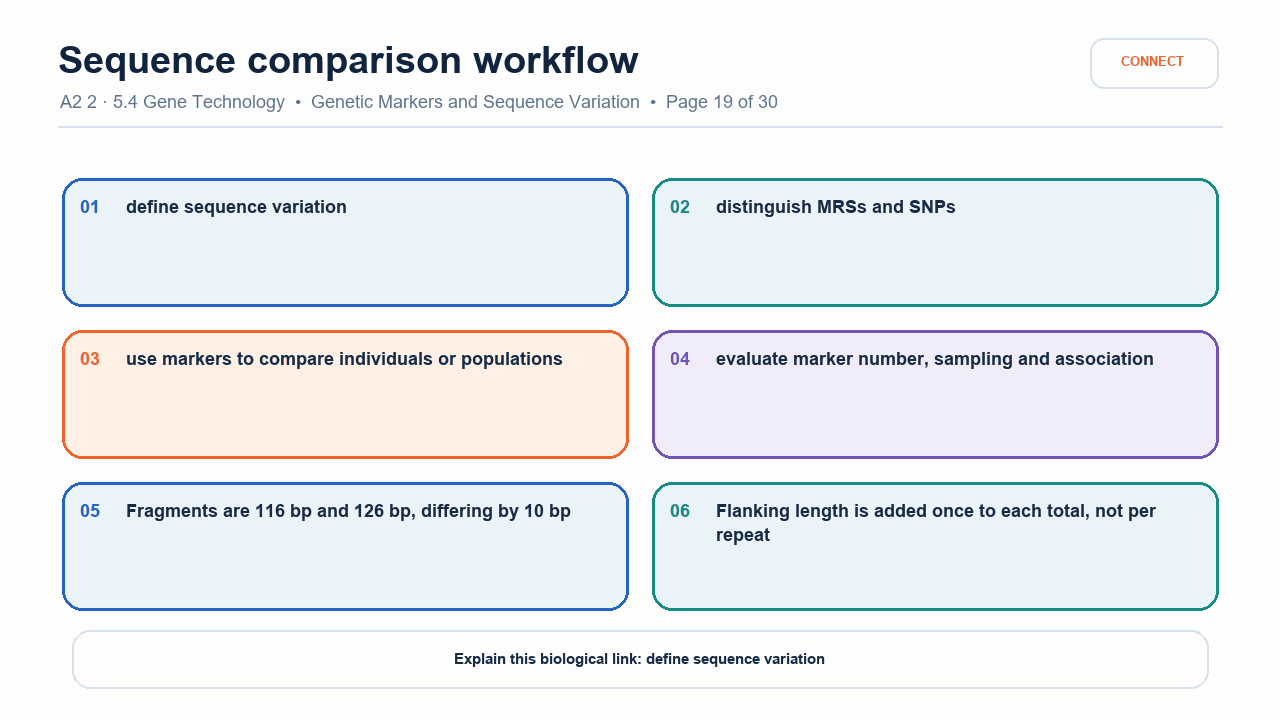 Sequence comparison workflow
CONNECT
A2 2 · 5.4 Gene Technology • Genetic Markers and Sequence Variation • Page 19 of 30
01 define sequence variation
02 distinguish MRSs and SNPs
03 use markers to compare individuals or populations
04 evaluate marker number, sampling and association
05 Fragments are 116 bp and 126 bp, differing by 10 bp
06 Flanking length is added once to each total, not per
repeat
Explain this biological link: define sequence variation